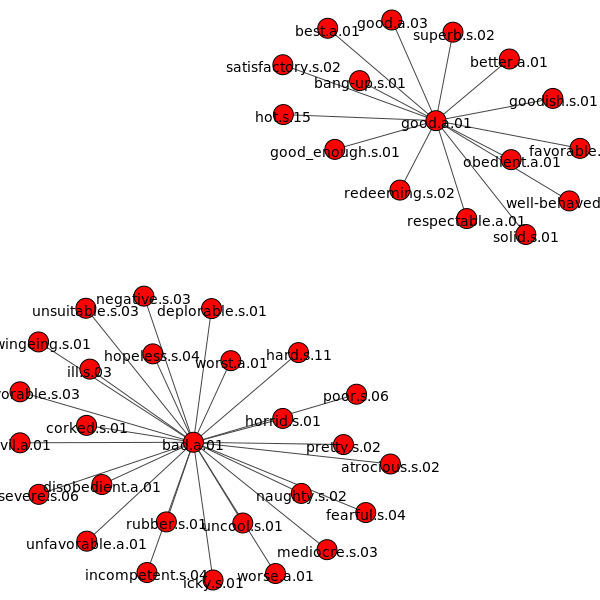 good.a.03
best.a.01
superb.s.02
better.a.01
satisfactory.s.02
bang-up.s.01
goodish.s.01
hot.s.15
good.a.01
favorable.
good_enough.s.01
obedient.a.01
redeeming.s.02
well-behaved
respectable.a.01
solid.s.01
negative.s.03
unsuitable.s.03
deplorable.s.01
wingeing.s.01
hopeless.s.04
worst.a.01
hard.s.11
ill.s.03
orable.s.03
poor.s.06
horrid.s.01
corked.s.01
vil.a.01
bad.a.01
pretty.s.02
atrocious.s.02
disobedient.a.01
severe.s.06
naughty.s.02
fearful.s.04
rubber.s.01
uncool.s.01
unfavorable.a.01
mediocre.s.03
incompetent.s.04
icky.s.01
worse.a.01